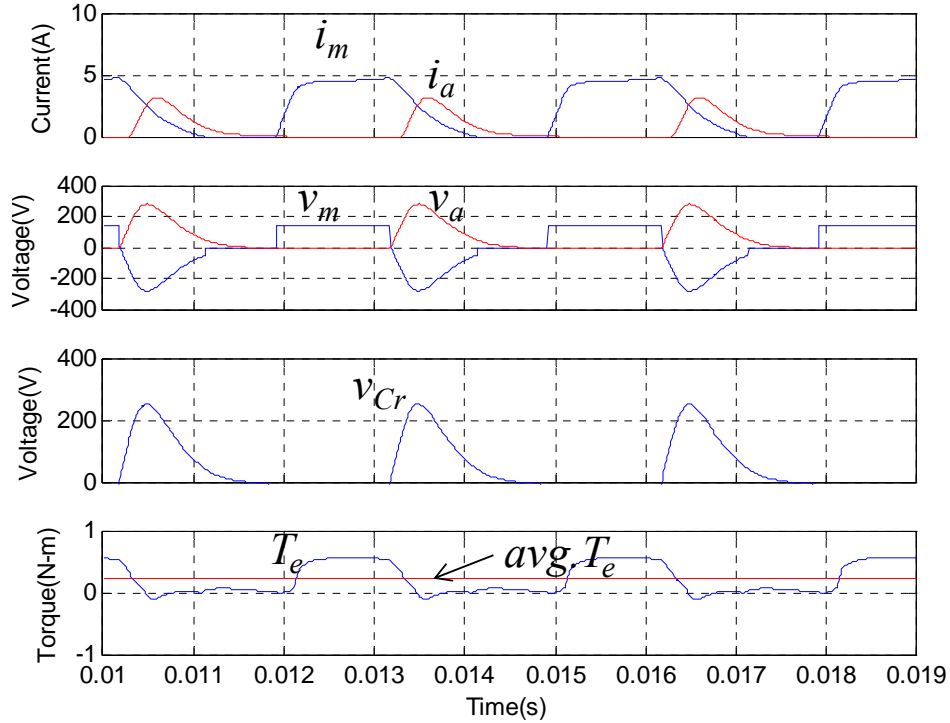 10
5
0
Current(A)
i_m
i_a
400
200
0
-200
-400
Voltage(V)
v_m
v_a
400
200
0
Voltage(V)
v_Cr
1
0
-1
Torque(N-m)
T_e
avg.T_e
0.01 0.011 0.012 0.013 0.014 0.015 0.016 0.017 0.018 0.019
Time(s)